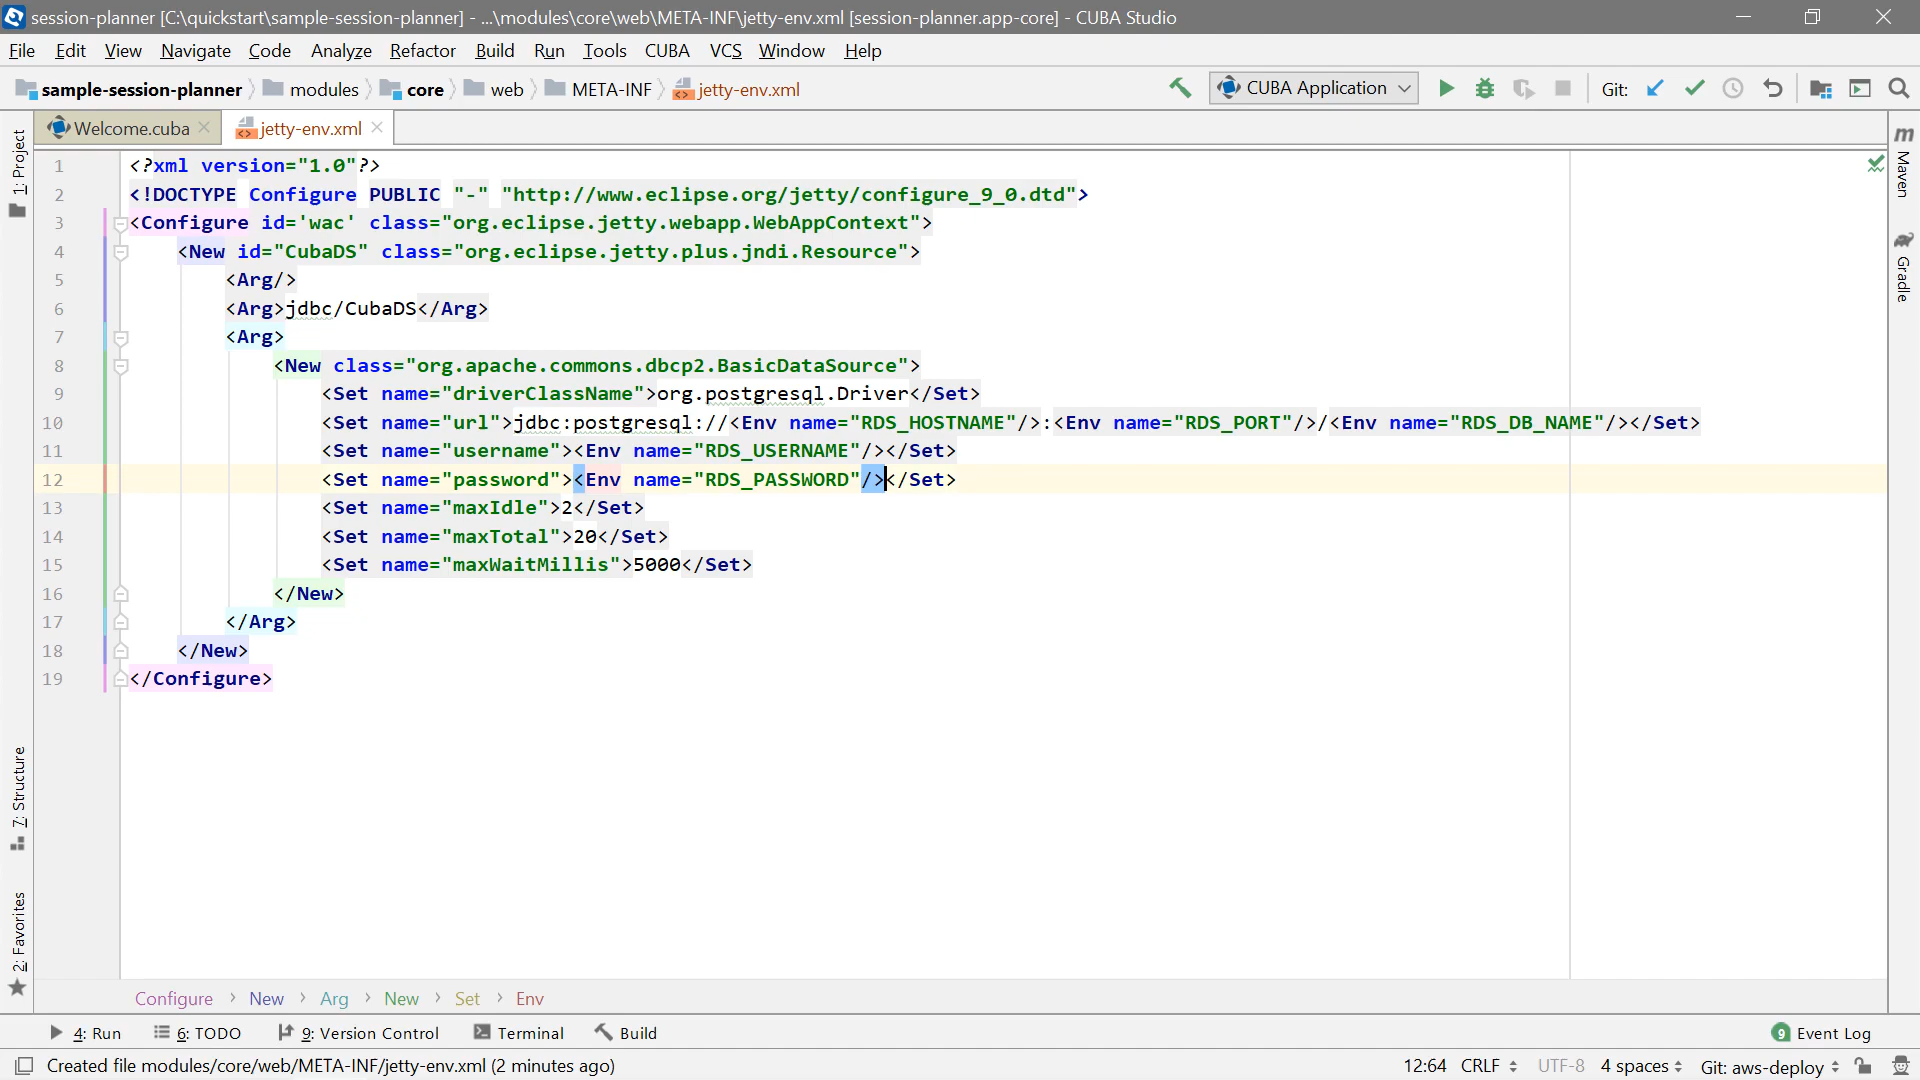 session-planner [C:\quickstart\sample-session-planner] - ...\modules\core\web\META-INF\jetty-env.xml [session-planner.app-core] - CUBA Studio
File Edit View Navigate Code Analyze Refactor Build Run Tools CUBA VCS Window Help
sample-session-planner modules core web META-INF jetty-env.xml CUBA Application Git:
Welcome.cuba jetty-env.xml
1: Project
7: Structure
2: Favorites
1 <?xml version="1.0"?>
2 <!DOCTYPE Configure PUBLIC "-" "http://www.eclipse.org/jetty/configure_9_0.dtd">
3 <Configure id='wac' class="org.eclipse.jetty.webapp.WebAppContext">
4 <New id="CubaDS" class="org.eclipse.jetty.plus.jndi.Resource">
5 <Arg/>
6 <Arg>jdbc/CubaDS</Arg>
7 <Arg>
8 <New class="org.apache.commons.dbcp2.BasicDataSource">
9 <Set name="driverClassName">org.postgresql.Driver</Set>
10 <Set name="url">jdbc:postgresql://<Env name="RDS_HOSTNAME"/>:<Env name="RDS_PORT"/>/<Env name="RDS_DB_NAME"/></Set>
11 <Set name="username"><Env name="RDS_USERNAME"/></Set>
12 <Set name="password"><Env name="RDS_PASSWORD"/></Set>
13 <Set name="maxIdle">2</Set>
14 <Set name="maxTotal">20</Set>
15 <Set name="maxWaitMillis">5000</Set>
16 </New>
17 </Arg>
18 </New>
19 </Configure>
m Maven
Gradle
Configure › New › Arg › New › Set › Env
4: Run 6: TODO 9: Version Control Terminal Build 9 Event Log
Created file modules/core/web/META-INF/jetty-env.xml (2 minutes ago) 12:64 CRLF UTF-8 4 spaces Git: aws-deploy